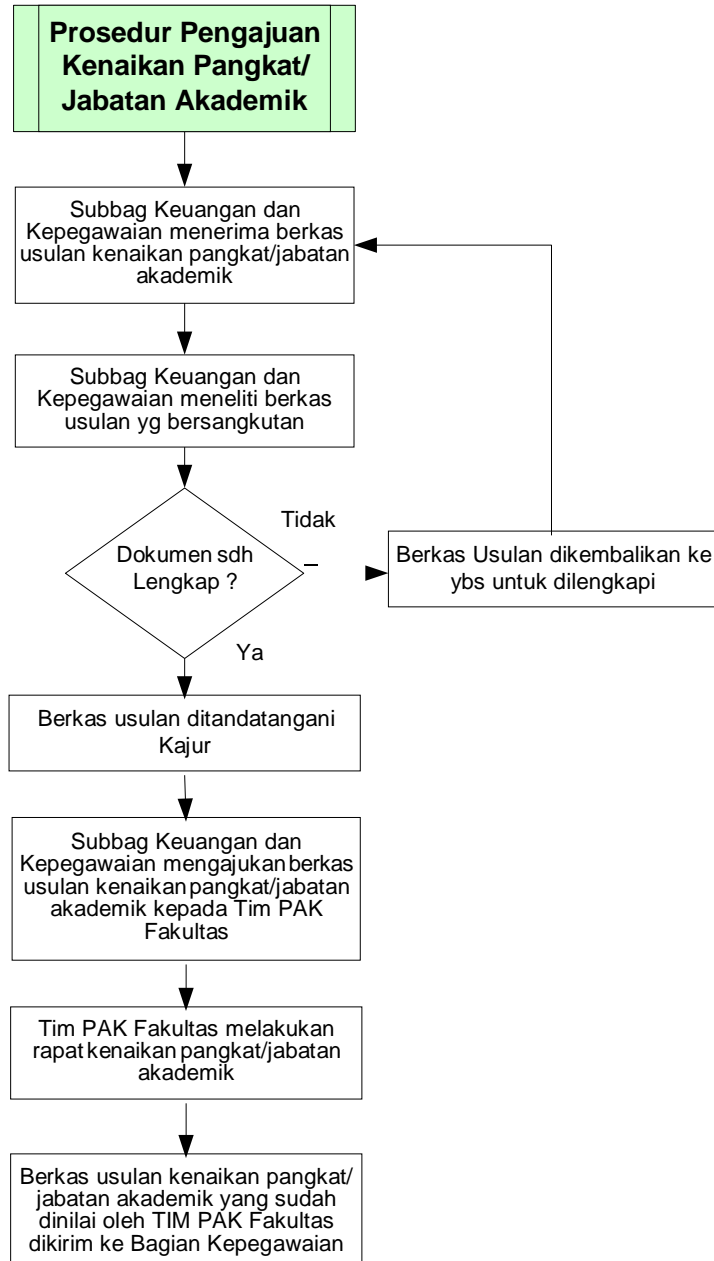 Prosedur Pengajuan
Kenaikan Pangkat/
Jabatan Akademik
Subbag Keuangan dan
Kepegawaian menerima berkas
usulan kenaikan pangkat/jabatan
akademik
Subbag Keuangan dan
Kepegawaian meneliti berkas
usulan yg bersangkutan
Tidak
Dokumen sdh
Lengkap ?
Berkas Usulan dikembalikan ke
ybs untuk dilengkapi
Ya
Berkas usulan ditandatangani
Kajur
Subbag Keuangan dan
Kepegawaian mengajukan berkas
usulan kenaikan pangkat/jabatan
akademik kepada Tim PAK
Fakultas
Tim PAK Fakultas melakukan
rapat kenaikan pangkat/jabatan
akademik
Berkas usulan kenaikan pangkat/
jabatan akademik yang sudah
dinilai oleh TIM PAK Fakultas
dikirim ke Bagian Kepegawaian